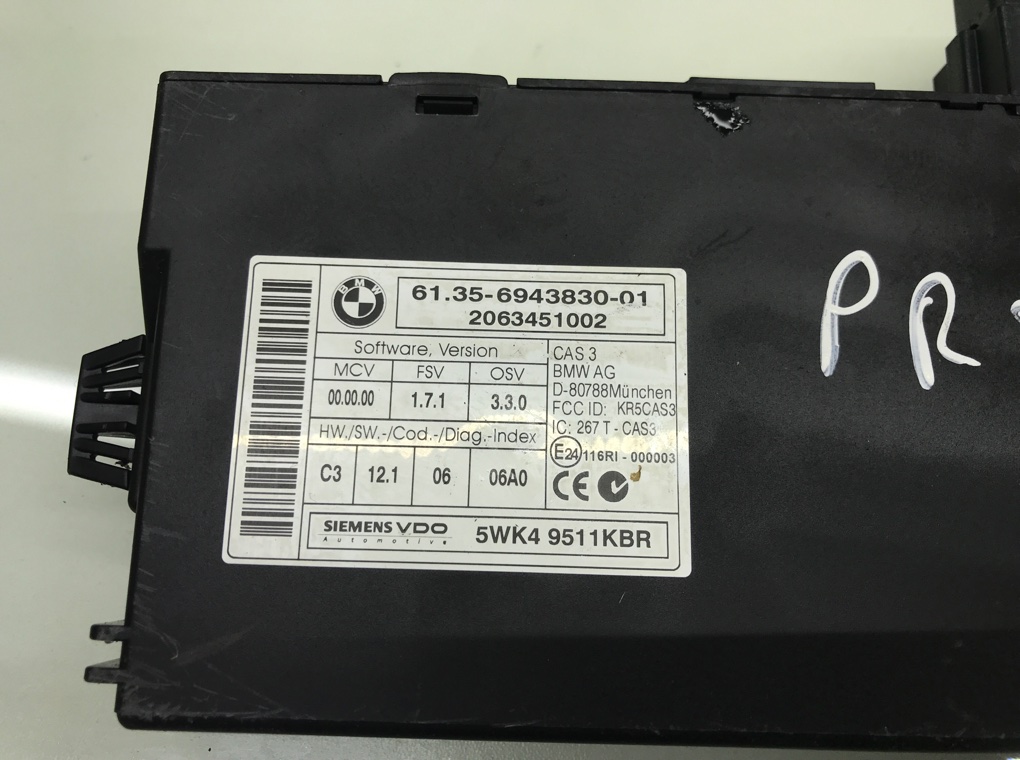 BMW
61.35-6943830-01
2063451002
Software, Version
MCV FSV OSV
00.00.00 1.7.1 3.3.0
HW./SW.-/Cod.-/Diag.-Index
C3 12.1 06 06A0
CAS 3
BMW AG
D-80788München
FCC ID: KR5CAS3
IC: 267 T - CAS3
E24 116RI - 000003
CE
SIEMENS VDO
Automotive
5WK4 9511KBR
PR